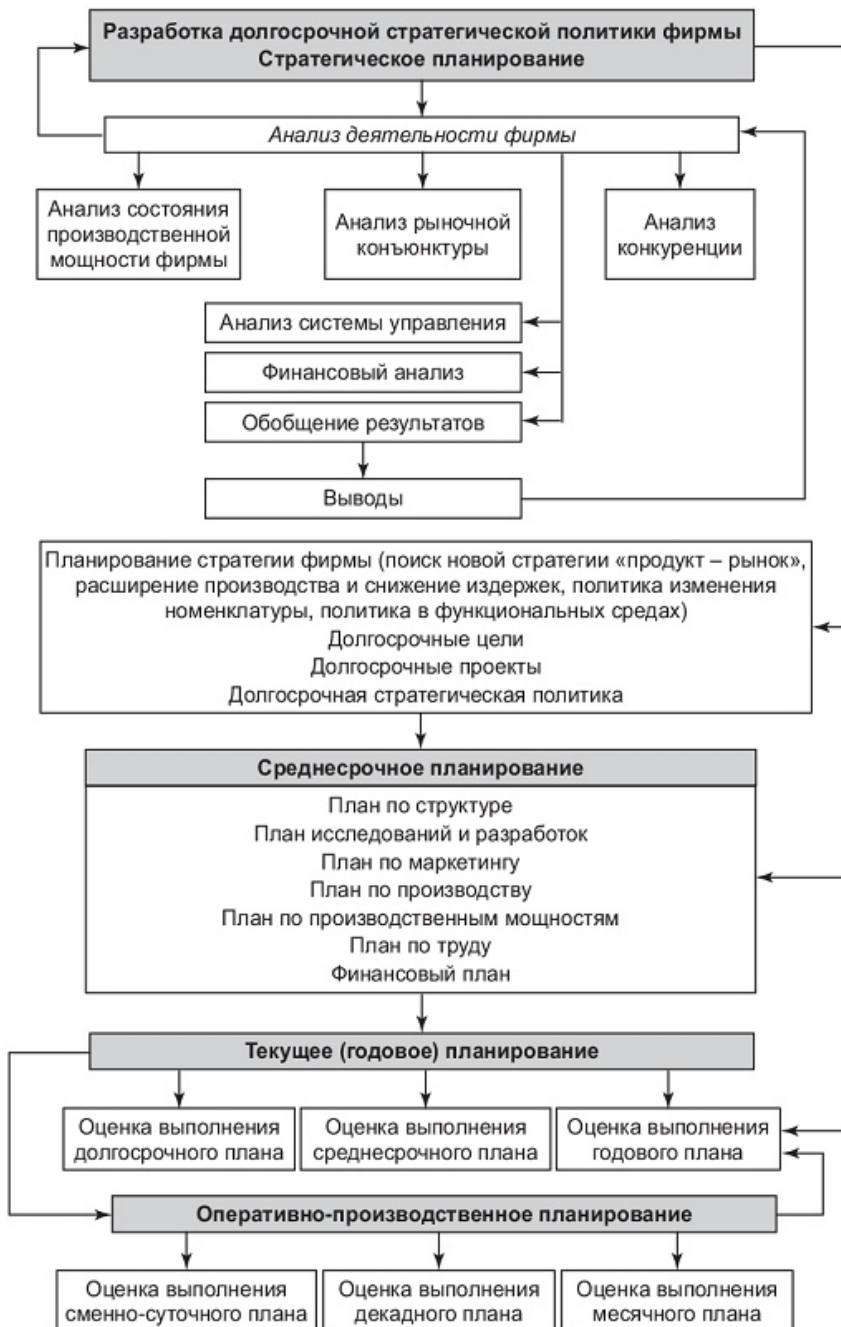 Разработка долгосрочной стратегической политики фирмы
Стратегическое планирование
Анализ деятельности фирмы
Анализ состояния
производственной
мощности фирмы
Анализ рыночной
конъюнктуры
Анализ
конкуренции
Анализ системы управления
Финансовый анализ
Обобщение результатов
Выводы
Планирование стратегии фирмы (поиск новой стратегии «продукт – рынок»,
расширение производства и снижение издержек, политика изменения
номенклатуры, политика в функциональных средах)
Долгосрочные цели
Долгосрочные проекты
Долгосрочная стратегическая политика
Среднесрочное планирование
План по структуре
План исследований и разработок
План по маркетингу
План по производству
План по производственным мощностям
План по труду
Финансовый план
Текущее (годовое) планирование
Оценка выполнения
долгосрочного плана
Оценка выполнения
среднесрочного плана
Оценка выполнения
годового плана
Оперативно-производственное планирование
Оценка выполнения
сменно-суточного плана
Оценка выполнения
декадного плана
Оценка выполнения
месячного плана